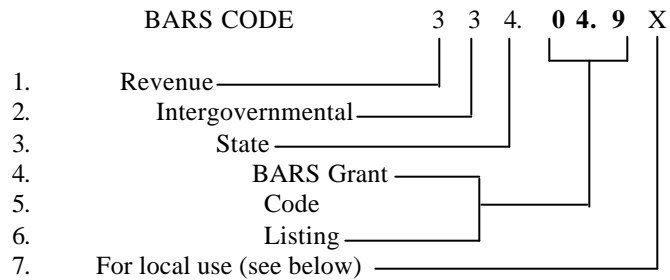 BARS CODE 3 3 4. 0 4. 9 X
1. Revenue
2. Intergovernmental
3. State
4. BARS Grant
5. Code
6. Listing
7. For local use (see below)